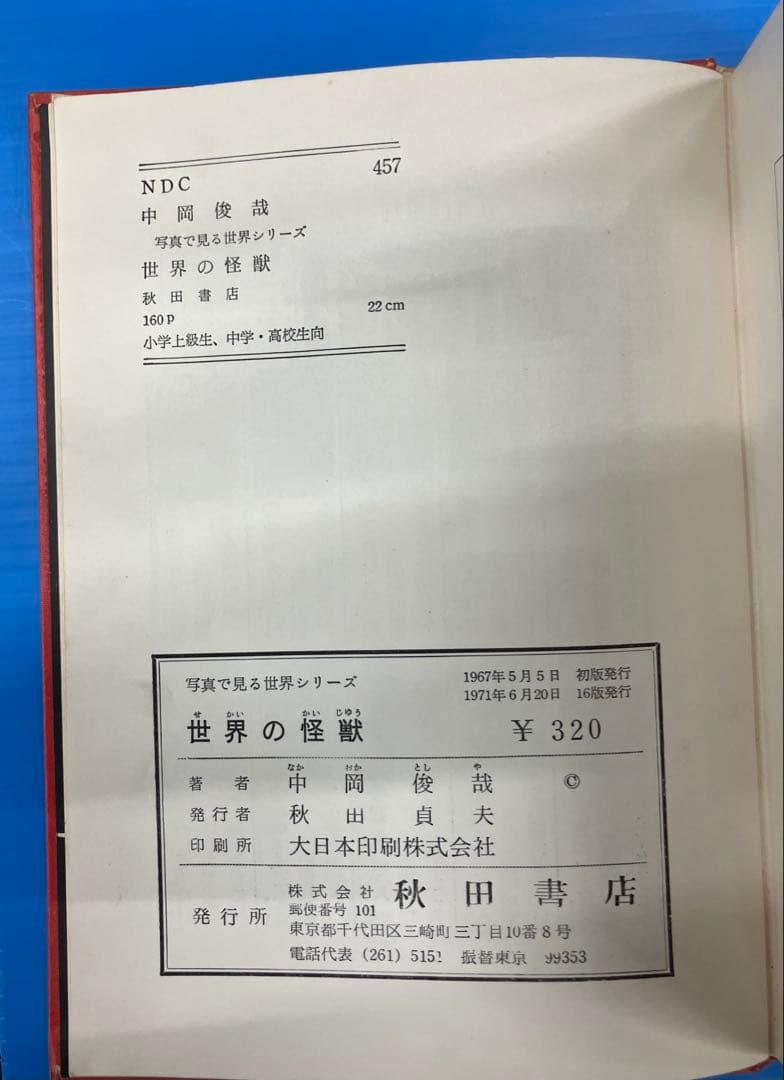 NDC 457
中岡俊哉
写真で見る世界シリーズ
世界の怪獣
秋田書店
160P 22cm
小学上級生、中学・高校生向
写真で見る世界シリーズ
1967年5月5日 初版発行
1971年6月20日 16版発行
せ かい かい じゆう
世界の怪獣
¥320
なか おか とし や
著者 中岡俊哉 ©
発行者 秋田貞夫
印刷所 大日本印刷株式会社
発行所 株式会社 秋田書店
郵便番号 101
東京都千代田区三崎町三丁目10番8号
電話代表(261)5151 振替東京 99353